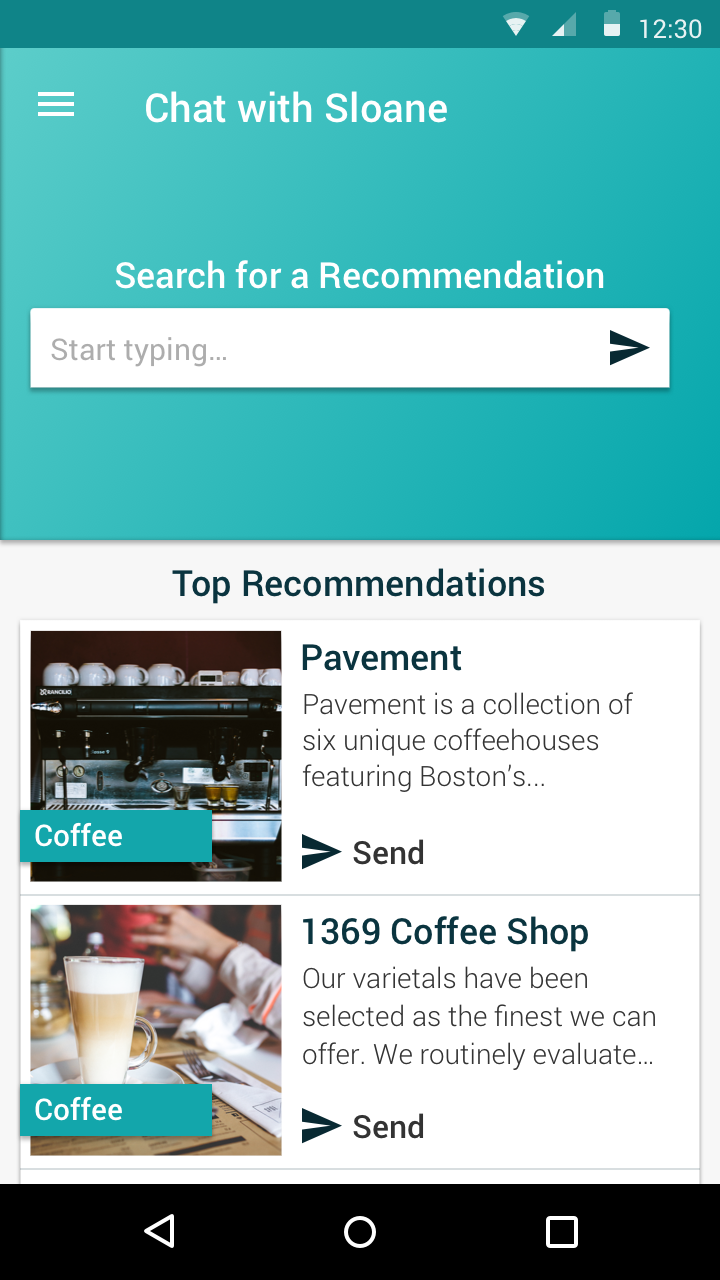 12:30
Chat with Sloane
Search for a Recommendation
Start typing...
Top Recommendations
RANCILIO
Coffee
Pavement
Pavement is a collection of
six unique coffeehouses
featuring Boston’s...
Send
Coffee
1369 Coffee Shop
Our varietals have been
selected as the finest we can
offer. We routinely evaluate...
Send